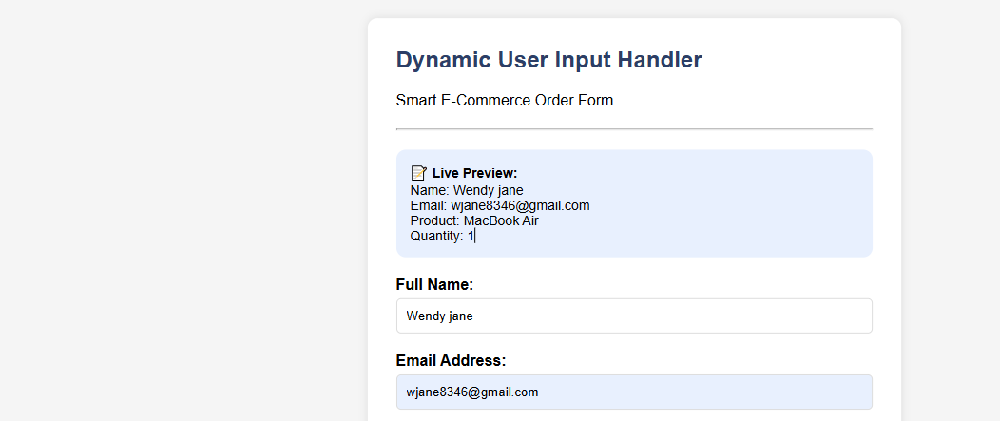 Dynamic User Input Handler
Smart E-Commerce Order Form
📝 Live Preview:
Name: Wendy jane
Email: wjane8346@gmail.com
Product: MacBook Air
Quantity: 1
Full Name:
Wendy jane
Email Address:
wjane8346@gmail.com